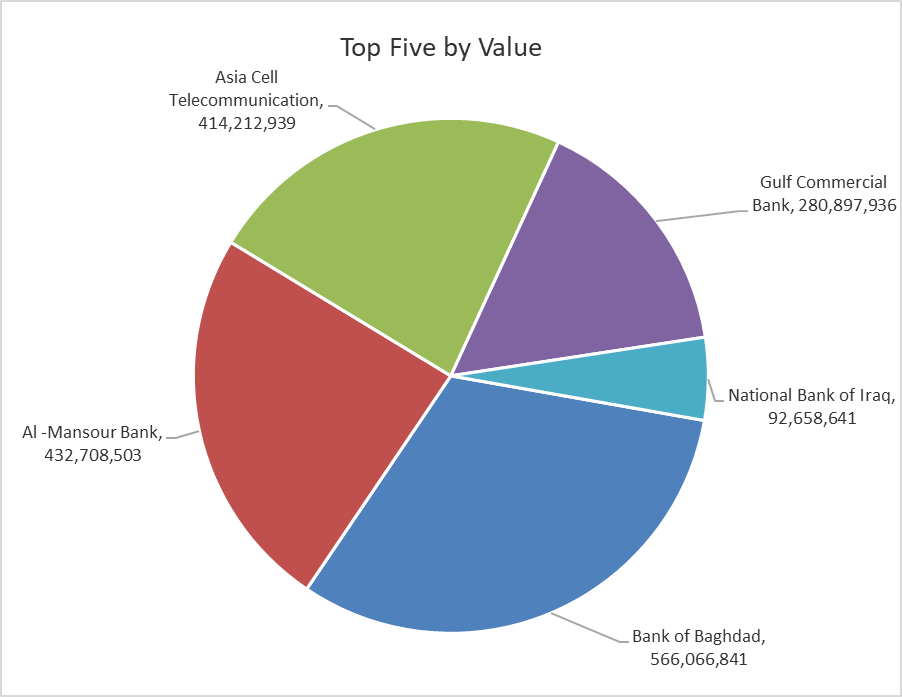 Top Five by Value
Asia Cell
Telecommunication,
414,212,939
Gulf Commercial
Bank, 280,897,936
National Bank of Iraq,
92,658,641
Al -Mansour Bank,
432,708,503
Bank of Baghdad,
566,066,841